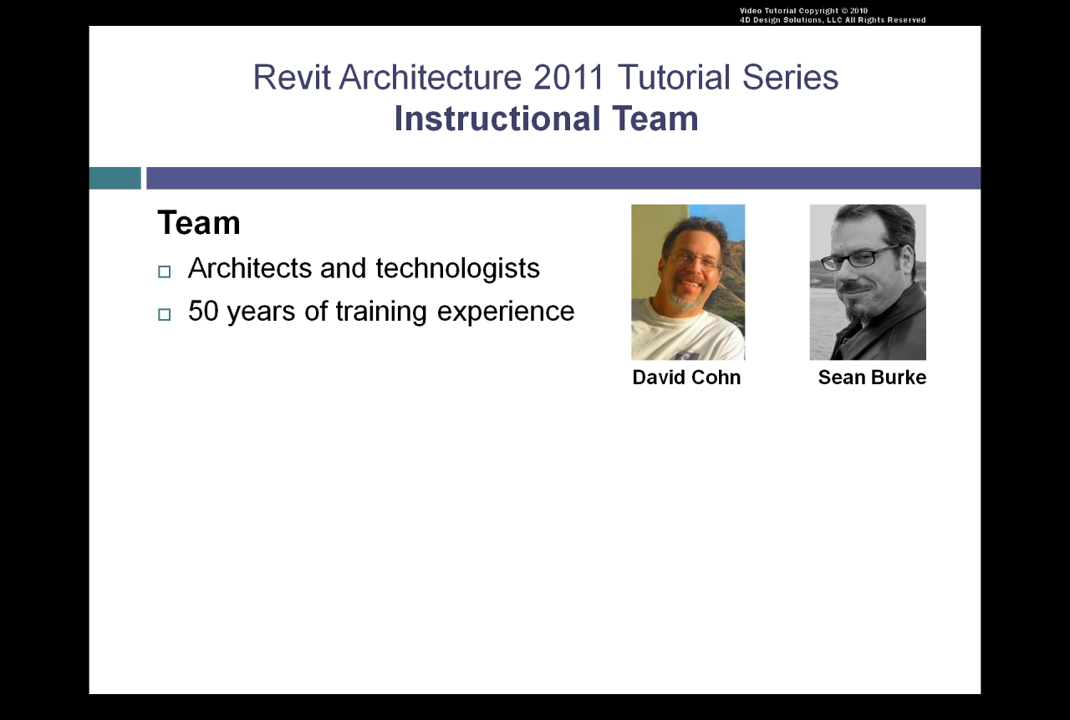 Video Tutorial Copyright © 2010
4D Design Solutions, LLC All Rights Reserved
Revit Architecture 2011 Tutorial Series
Instructional Team
Team
Architects and technologists
50 years of training experience
David Cohn
Sean Burke